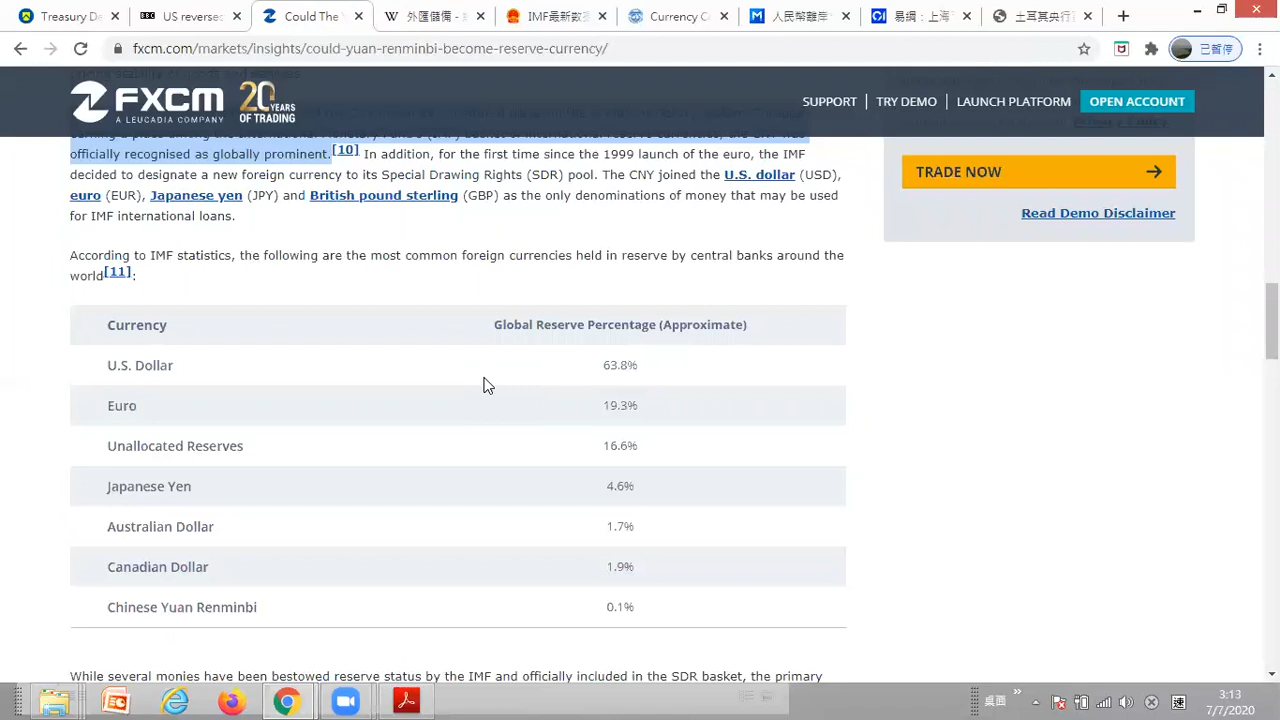 Treasury De
US reversed
Could The Y
外匯儲備 -
IMF最新數
Currency C
人民幣離岸
易綱：上海
土耳其央行
fxcm.com/markets/insights/could-yuan-renminbi-become-reserve-currency/
已暫停
FXCM
A LEUCADIA COMPANY
20 YEARS OF TRADING
SUPPORT | TRY DEMO | LAUNCH PLATFORM OPEN ACCOUNT
officially recognised as globally prominent.[10] In addition, for the first time since the 1999 launch of the euro, the IMF
decided to designate a new foreign currency to its Special Drawing Rights (SDR) pool. The CNY joined the U.S. dollar (USD),
euro (EUR), Japanese yen (JPY) and British pound sterling (GBP) as the only denominations of money that may be used
for IMF international loans.
TRADE NOW
Read Demo Disclaimer
According to IMF statistics, the following are the most common foreign currencies held in reserve by central banks around the
world[11]:
Currency Global Reserve Percentage (Approximate)
U.S. Dollar 63.8%
Euro 19.3%
Unallocated Reserves 16.6%
Japanese Yen 4.6%
Australian Dollar 1.7%
Canadian Dollar 1.9%
Chinese Yuan Renminbi 0.1%
While several monies have been bestowed reserve status by the IMF and officially included in the SDR basket, the primary
桌面
3:13
7/7/2020